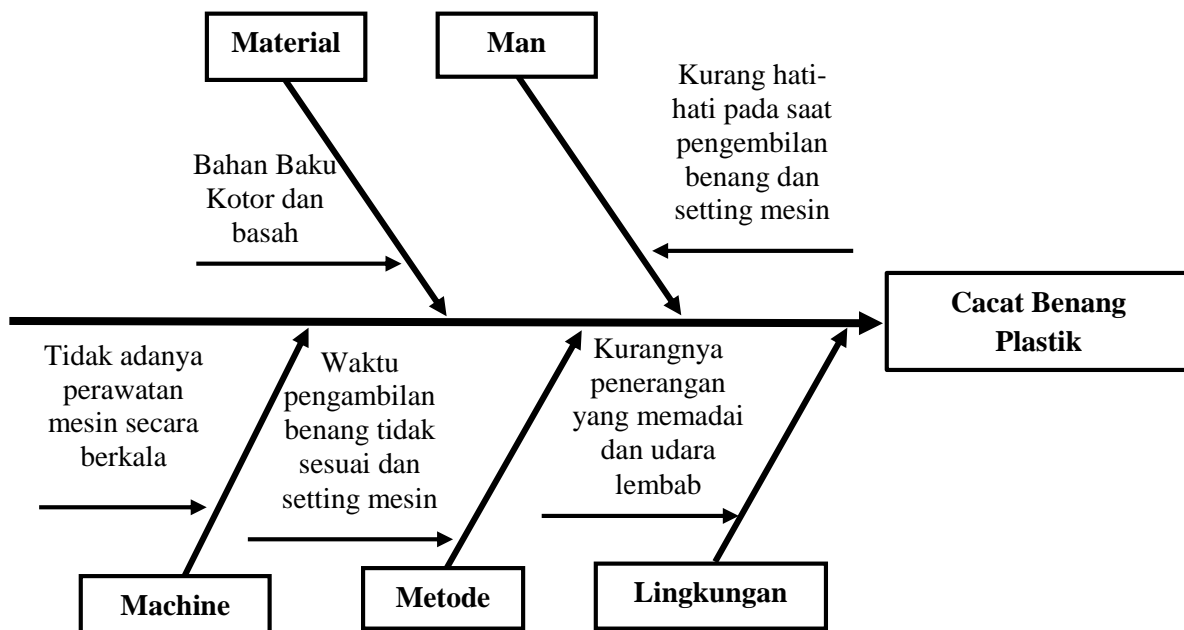 Material
Man
Kurang hati-
hati pada saat
pengembilan
benang dan
setting mesin
Bahan Baku
Kotor dan
basah
Cacat Benang
Plastik
Tidak adanya
perawatan
mesin secara
berkala
Waktu
pengambilan
benang tidak
sesuai dan
setting mesin
Kurangnya
penerangan
yang memadai
dan udara
lembab
Machine
Metode
Lingkungan